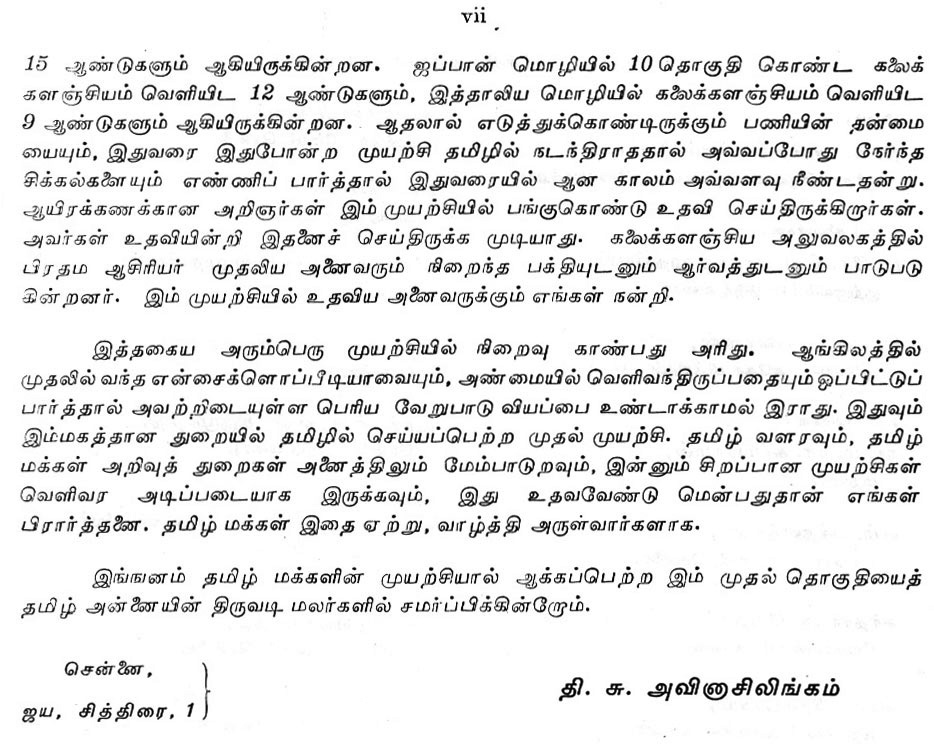 vii
15 ஆண்டுகளும் ஆகியிருக்கின்றன. ஜப்பான் மொழியில் 10 தொகுதி கொண்ட கலைக்
களஞ்சியம் வெளியிட 12 ஆண்டுகளும், இத்தாலிய மொழியில் கலைக்களஞ்சியம் வெளியிட
9 ஆண்டுகளும் ஆகியிருக்கின்றன. ஆதலால் எடுத்துக்கொண்டிருக்கும் பணியின் தன்மை
யையும், இதுவரை இதுபோன்ற முயற்சி தமிழில் நடந்திராததால் அவ்வப்போது நேர்ந்த
சிக்கல்களையும் எண்ணிப் பார்த்தால் இதுவரையில் ஆன காலம் அவ்வளவு நீண்டதன்று.
ஆயிரக்கணக்கான அறிஞர்கள் இம் முயற்சியில் பங்குகொண்டு உதவி செய்திருக்கிறார்கள்.
அவர்கள் உதவியின்றி இதனைச் செய்திருக்க முடியாது. கலைக்களஞ்சிய அலுவலகத்தில்
பிரதம ஆசிரியர் முதலிய அனைவரும் நிறைந்த பக்தியுடனும் ஆர்வத்துடனும் பாடுபடு
கின்றனர். இம் முயற்சியில் உதவிய அனைவருக்கும் எங்கள் நன்றி.
இத்தகைய அரும்பெரு முயற்சியில் நிறைவு காண்பது அரிது. ஆங்கிலத்தில்
முதலில் வந்த என்சைக்ளொப்பீடியாவையும், அண்மையில் வெளிவந்திருப்பதையும் ஒப்பிட்டுப்
பார்த்தால் அவற்றிடையுள்ள பெரிய வேறுபாடு வியப்பை உண்டாக்காமல் இராது. இதுவும்
இம்மகத்தான துறையில் தமிழில் செய்யப்பெற்ற முதல் முயற்சி. தமிழ் வளரவும், தமிழ்
மக்கள் அறிவுத் துறைகள் அனைத்திலும் மேம்பாடுறவும், இன்னும் சிறப்பான முயற்சிகள்
வெளிவர அடிப்படையாக இருக்கவும், இது உதவவேண்டு மென்பதுதான் எங்கள்
பிரார்த்தனை. தமிழ் மக்கள் இதை ஏற்று, வாழ்த்தி அருள்வார்களாக.
இங்ஙனம் தமிழ் மக்களின் முயற்சியால் ஆக்கப்பெற்ற இம் முதல் தொகுதியைத்
தமிழ் அன்னையின் திருவடி மலர்களில் சமர்ப்பிக்கின்றோம்.
சென்னை,
ஜய, சித்திரை, 1
தி. சு. அவினாசிலிங்கம்